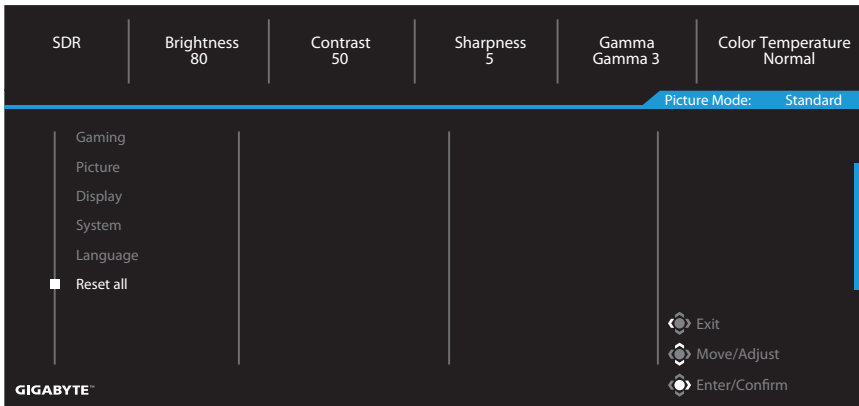 SDR Brightness Contrast Sharpness Gamma Color Temperature
80 50 5 Gamma 3 Normal
Picture Mode: Standard
Gaming
Picture
Display
System
Language
Reset all
Exit
Move/Adjust
Enter/Confirm
GIGABYTE™